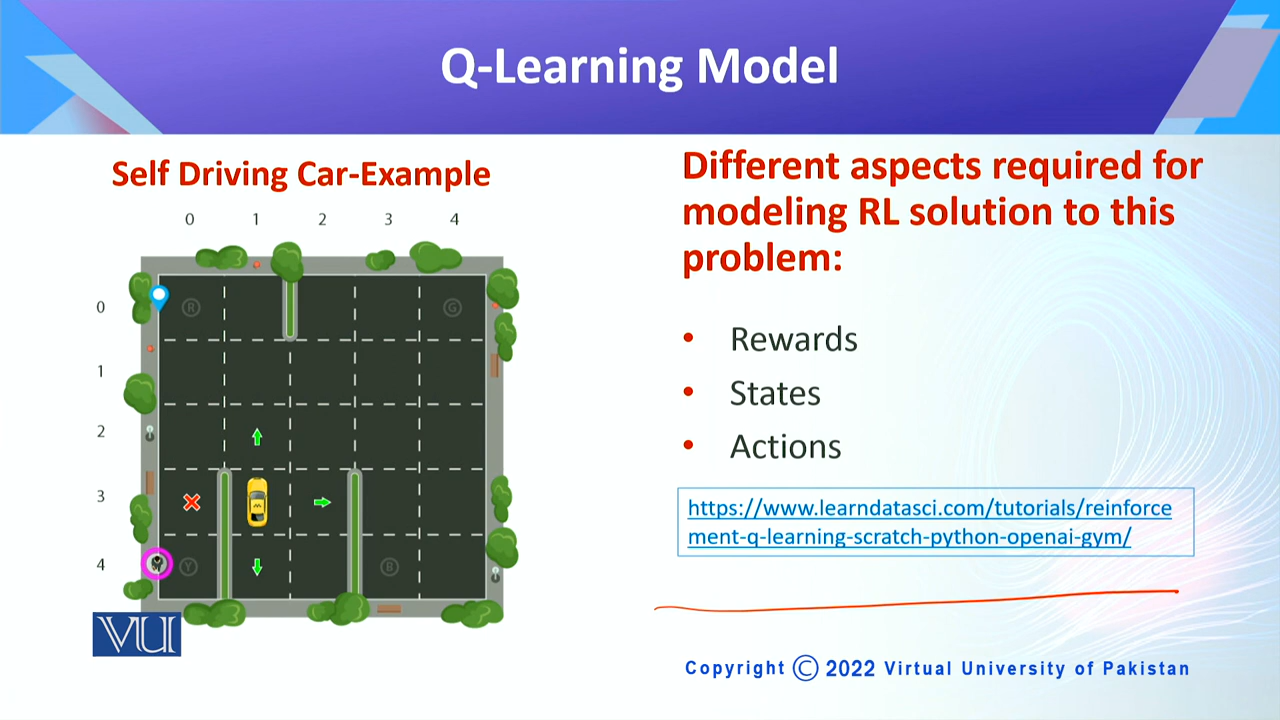 Q-Learning Model
Self Driving Car-Example
0 1 2 3 4
0
R
G
1
2
3
4
Y
B
VU
Different aspects required for
modeling RL solution to this
problem:
• Rewards
• States
• Actions
https://www.learndatasci.com/tutorials/reinforce
ment-q-learning-scratch-python-openai-gym/
Copyright © 2022 Virtual University of Pakistan